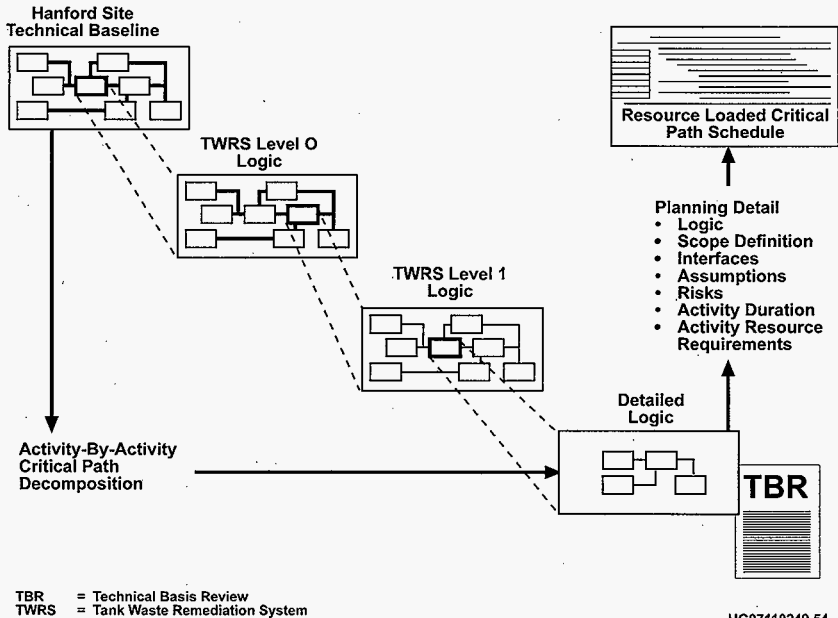 Hanford Site
Technical Baseline
TWRS Level O
Logic
TWRS Level 1
Logic
Detailed
Logic
TBR
Activity-By-Activity
Critical Path
Decomposition
Resource Loaded Critical
Path Schedule
Planning Detail
• Logic
• Scope Definition
• Interfaces
• Assumptions
• Risks
• Activity Duration
• Activity Resource
Requirements
TBR = Technical Basis Review
TWRS = Tank Waste Remediation System